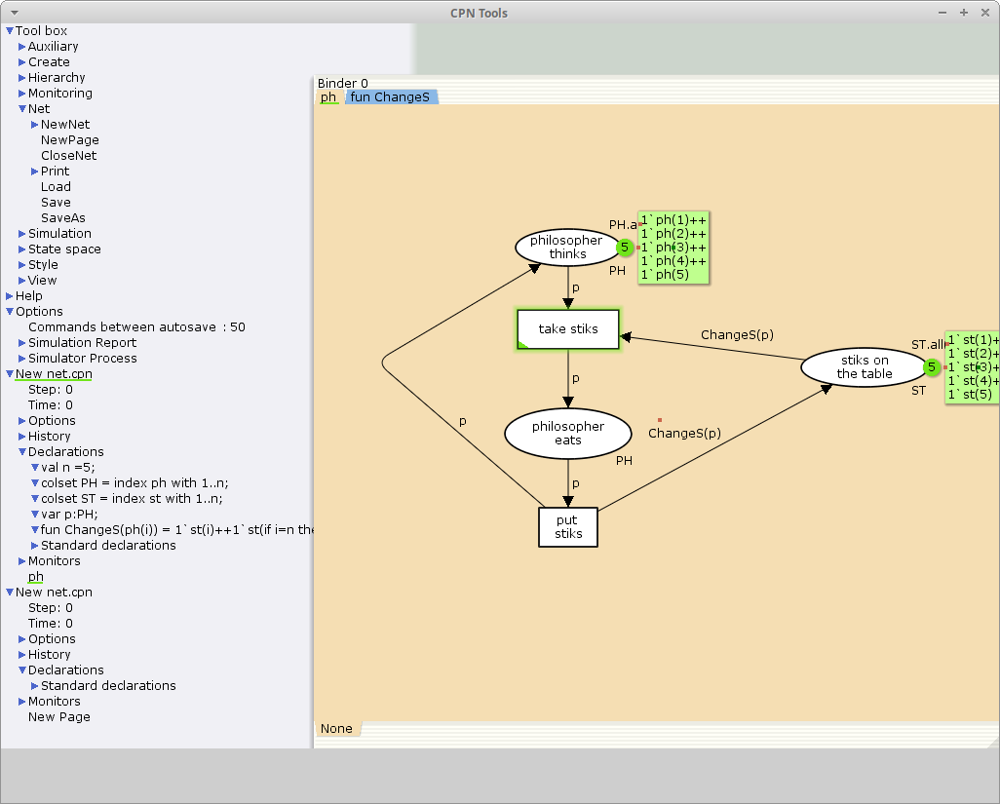 CPN Tools
Tool box
Auxiliary
Create
Hierarchy
Monitoring
Net
NewNet
NewPage
CloseNet
Print
Load
Save
SaveAs
Simulation
State space
Style
View
Help
Options
Commands between autosave : 50
Simulation Report
Simulator Process
New net.cpn
Step: 0
Time: 0
Options
History
Declarations
val n =5;
colset PH = index ph with 1..n;
colset ST = index st with 1..n;
var p:PH;
fun ChangeS(ph(i)) = 1`st(i)++1`st(if i=n the
Standard declarations
Monitors
ph
New net.cpn
Step: 0
Time: 0
Options
History
Declarations
Standard declarations
Monitors
New Page
Binder 0
ph
fun ChangeS
PH.a
philosopher
thinks
5
PH
1`ph(1)++
1`ph(2)++
1`ph(3)++
1`ph(4)++
1`ph(5)
p
take stiks
ChangeS(p)
ST.all
stiks on
the table
5
ST
1`st(1)+
1`st(2)+
1`st(3)+
1`st(4)+
1`st(5)
p
philosopher
eats
PH
ChangeS(p)
p
p
put
stiks
None